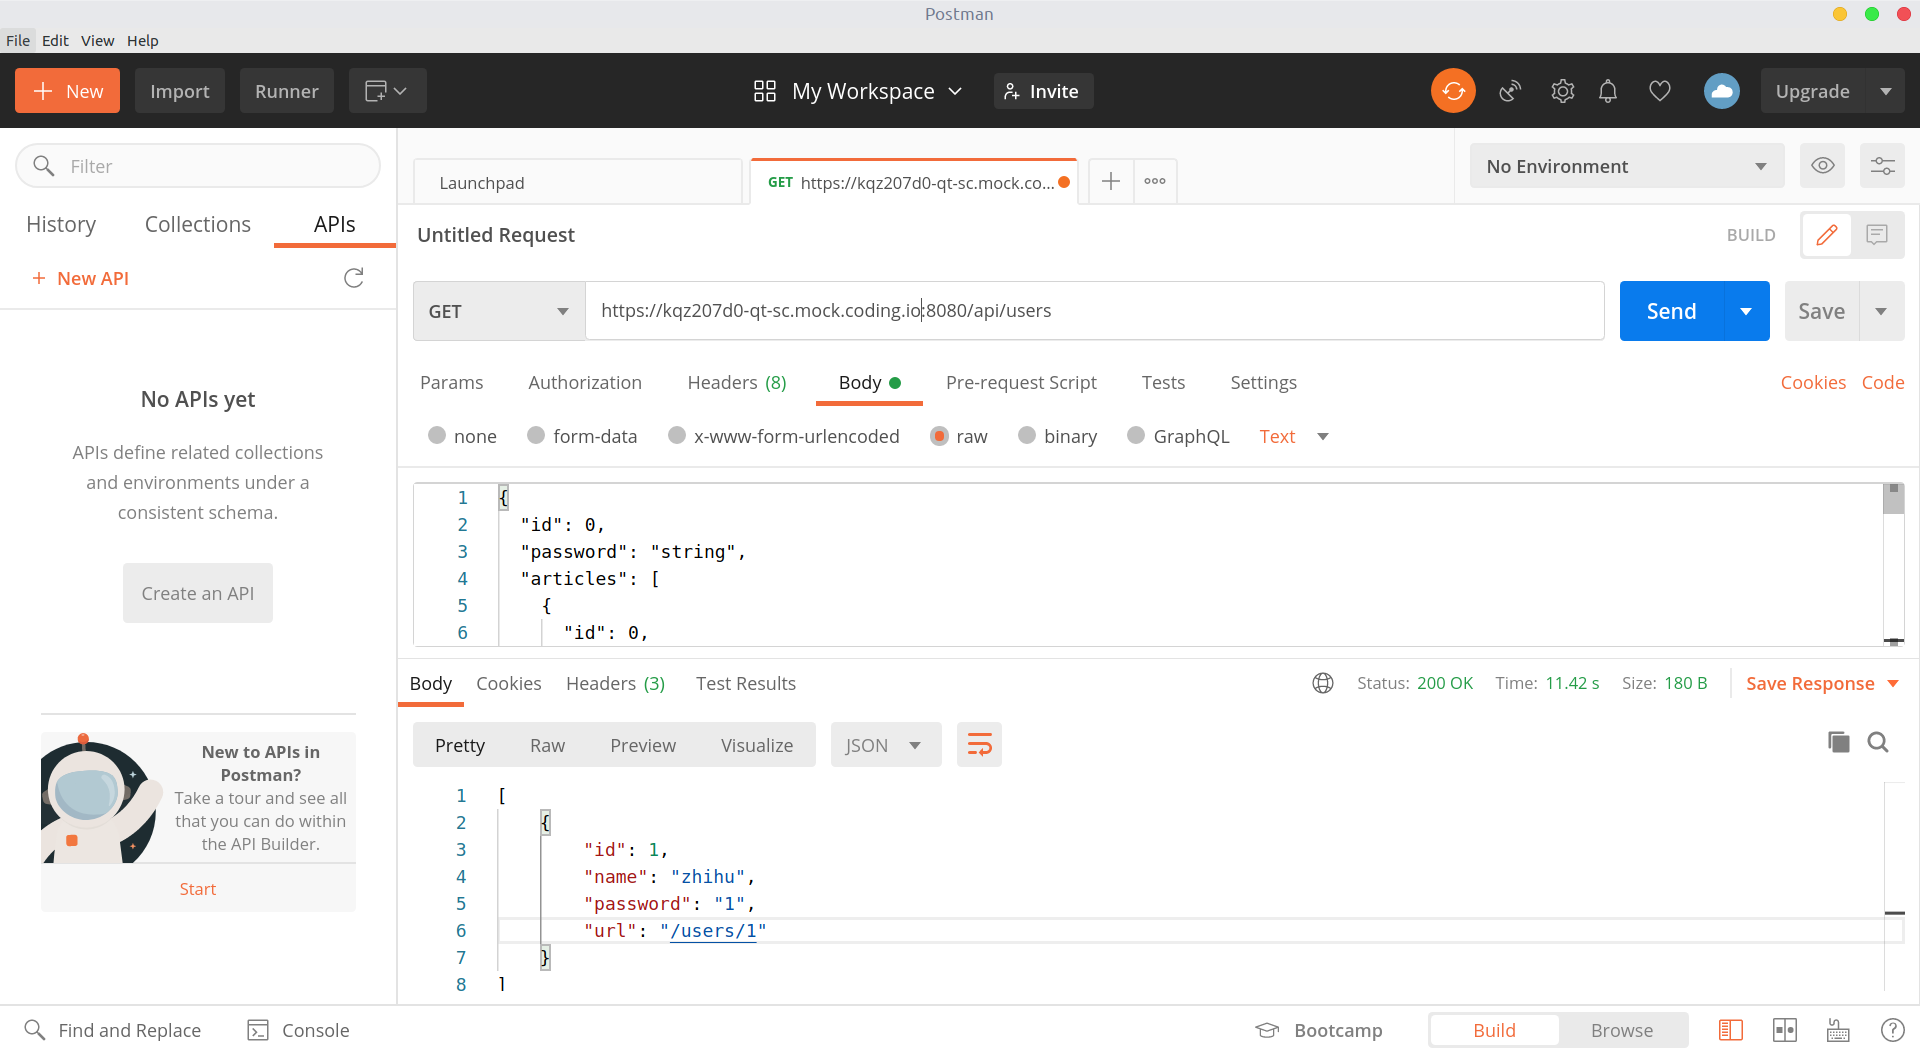 Postman
File Edit View Help
New Import Runner My Workspace Invite Upgrade
Filter
History Collections APIs
+ New API
No APIs yet
APIs define related collections
and environments under a
consistent schema.
Create an API
New to APIs in
Postman?
Take a tour and see all
that you can do within
the API Builder.
Start
Launchpad GET https://kqz207d0-qt-sc.mock.co... No Environment
Untitled Request BUILD
GET https://kqz207d0-qt-sc.mock.coding.io:8080/api/users Send Save
Params Authorization Headers (8) Body Pre-request Script Tests Settings Cookies Code
none form-data x-www-form-urlencoded raw binary GraphQL Text
1 {
2 "id": 0,
3 "password": "string",
4 "articles": [
5 {
6 "id": 0,
Body Cookies Headers (3) Test Results Status: 200 OK Time: 11.42 s Size: 180 B Save Response
Pretty Raw Preview Visualize JSON
1 [
2 {
3 "id": 1,
4 "name": "zhihu",
5 "password": "1",
6 "url": "/users/1"
7 }
8 ]
Find and Replace Console Bootcamp Build Browse